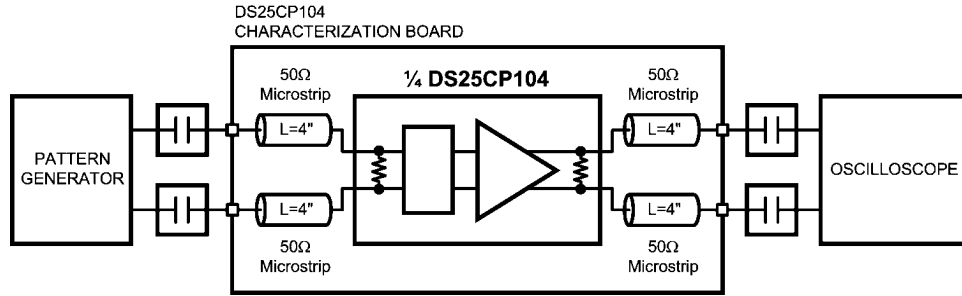 DS25CP104
CHARACTERIZATION BOARD
50Ω
Microstrip
¼ DS25CP104
50Ω
Microstrip
L=4"
L=4"
PATTERN
GENERATOR
OSCILLOSCOPE
L=4"
L=4"
50Ω
Microstrip
50Ω
Microstrip